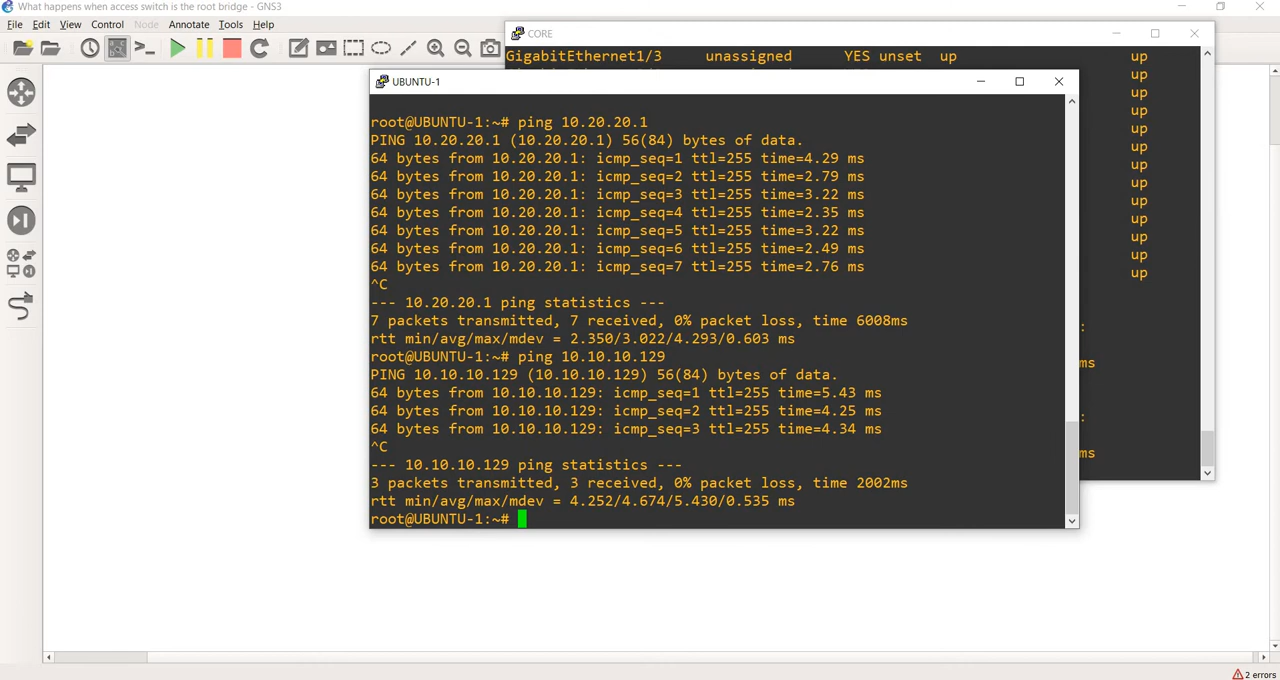 What happens when access switch is the root bridge - GNS3
File Edit View Control Node Annotate Tools Help
CORE
GigabitEthernet1/3 unassigned YES unset up up
up
up
up
up
up
up
up
up
up
up
up
up
:
ms
:
ms
UBUNTU-1
root@UBUNTU-1:~# ping 10.20.20.1
PING 10.20.20.1 (10.20.20.1) 56(84) bytes of data.
64 bytes from 10.20.20.1: icmp_seq=1 ttl=255 time=4.29 ms
64 bytes from 10.20.20.1: icmp_seq=2 ttl=255 time=2.79 ms
64 bytes from 10.20.20.1: icmp_seq=3 ttl=255 time=3.22 ms
64 bytes from 10.20.20.1: icmp_seq=4 ttl=255 time=2.35 ms
64 bytes from 10.20.20.1: icmp_seq=5 ttl=255 time=3.22 ms
64 bytes from 10.20.20.1: icmp_seq=6 ttl=255 time=2.49 ms
64 bytes from 10.20.20.1: icmp_seq=7 ttl=255 time=2.76 ms
^C
--- 10.20.20.1 ping statistics ---
7 packets transmitted, 7 received, 0% packet loss, time 6008ms
rtt min/avg/max/mdev = 2.350/3.022/4.293/0.603 ms
root@UBUNTU-1:~# ping 10.10.10.129
PING 10.10.10.129 (10.10.10.129) 56(84) bytes of data.
64 bytes from 10.10.10.129: icmp_seq=1 ttl=255 time=5.43 ms
64 bytes from 10.10.10.129: icmp_seq=2 ttl=255 time=4.25 ms
64 bytes from 10.10.10.129: icmp_seq=3 ttl=255 time=4.34 ms
^C
--- 10.10.10.129 ping statistics ---
3 packets transmitted, 3 received, 0% packet loss, time 2002ms
rtt min/avg/max/mdev = 4.252/4.674/5.430/0.535 ms
root@UBUNTU-1:~#
2 errors